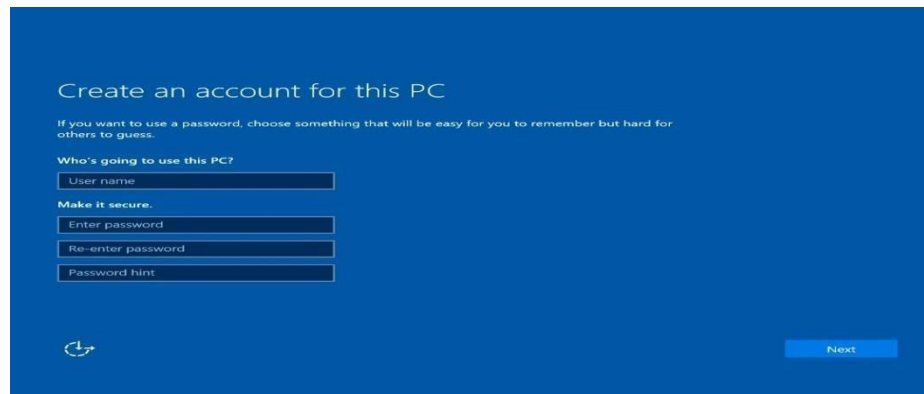 Create an account for this PC
If you want to use a password, choose something that will be easy for you to remember but hard for
others to guess.
Who's going to use this PC?
User name
Make it secure.
Enter password
Re-enter password
Password hint
Next